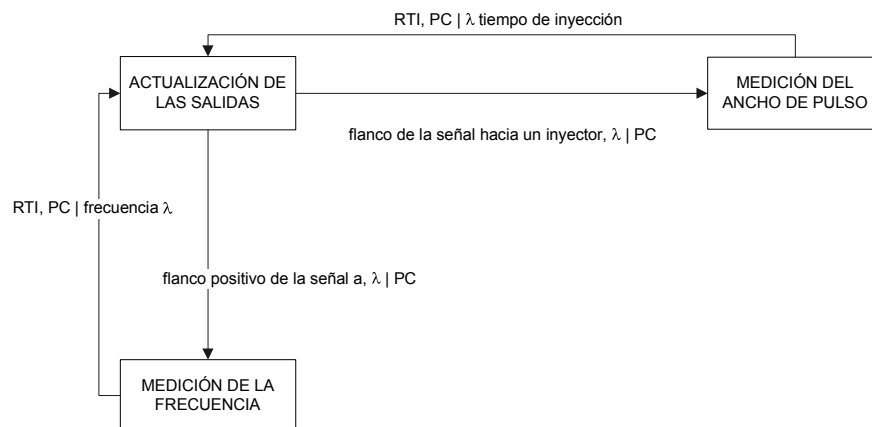 RTI, PC | λ tiempo de inyección
ACTUALIZACIÓN DE
LAS SALIDAS
MEDICIÓN DEL
ANCHO DE PULSO
flanco de la señal hacia un inyector, λ | PC
RTI, PC | frecuencia λ
flanco positivo de la señal a, λ | PC
MEDICIÓN DE LA
FRECUENCIA